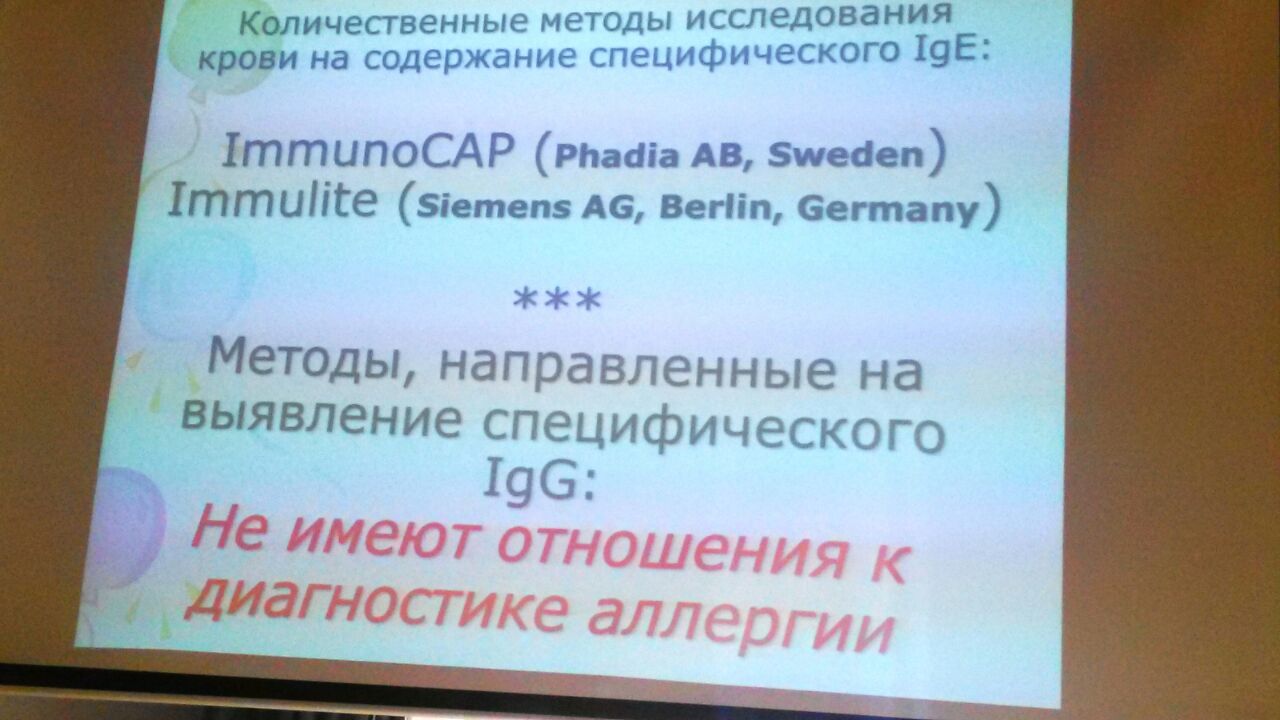 Количественные методы исследования
крови на содержание специфического IgE:
ImmunoCAP (Phadia AB, Sweden)
Immulite (Siemens AG, Berlin, Germany)
***
Методы, направленные на
выявление специфического
IgG:
Не имеют отношения к
диагностике аллергии